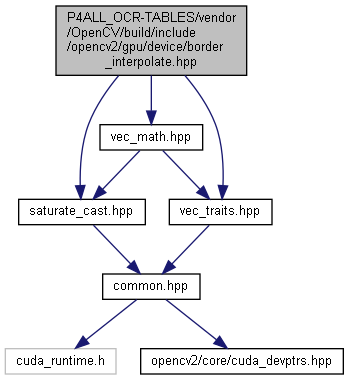 P4ALL_OCR-TABLES/vendor
/OpenCV/build/include
/opencv2/gpu/device/border
_interpolate.hpp
vec_math.hpp
saturate_cast.hpp
vec_traits.hpp
common.hpp
cuda_runtime.h
opencv2/core/cuda_devptrs.hpp